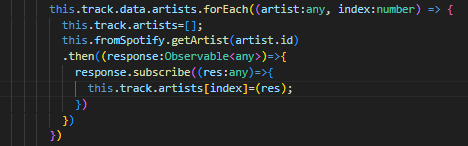 this.track.data.artists.forEach((artist:any, index:number) => {
this.track.artists=[];
this.fromSpotify.getArtist(artist.id)
.then((response:Observable<any>)=>{
response.subscribe((res:any)=>{
this.track.artists[index]=(res);
})
})
})